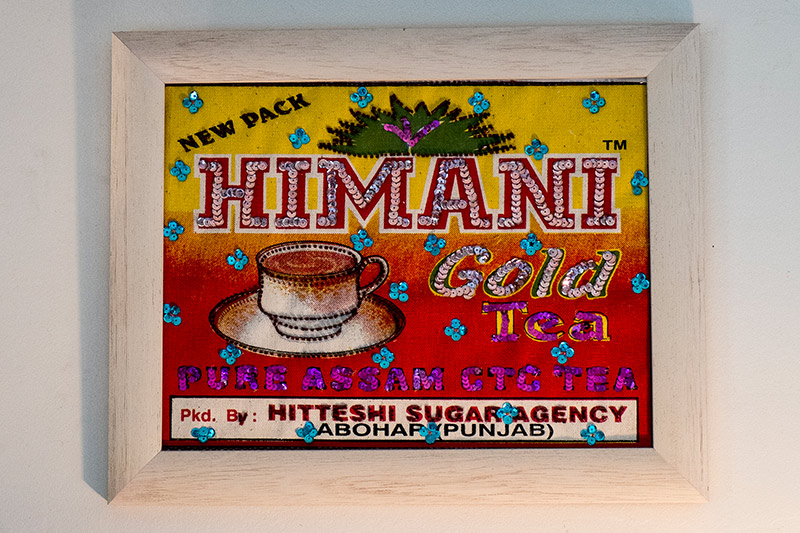 NEW PACK
HIMANI TM
Gold
Tea
PURE ASSAM CTC TEA
Pkd. By: HITTESHI SUGAR AGENCY
ABOHAR (PUNJAB)